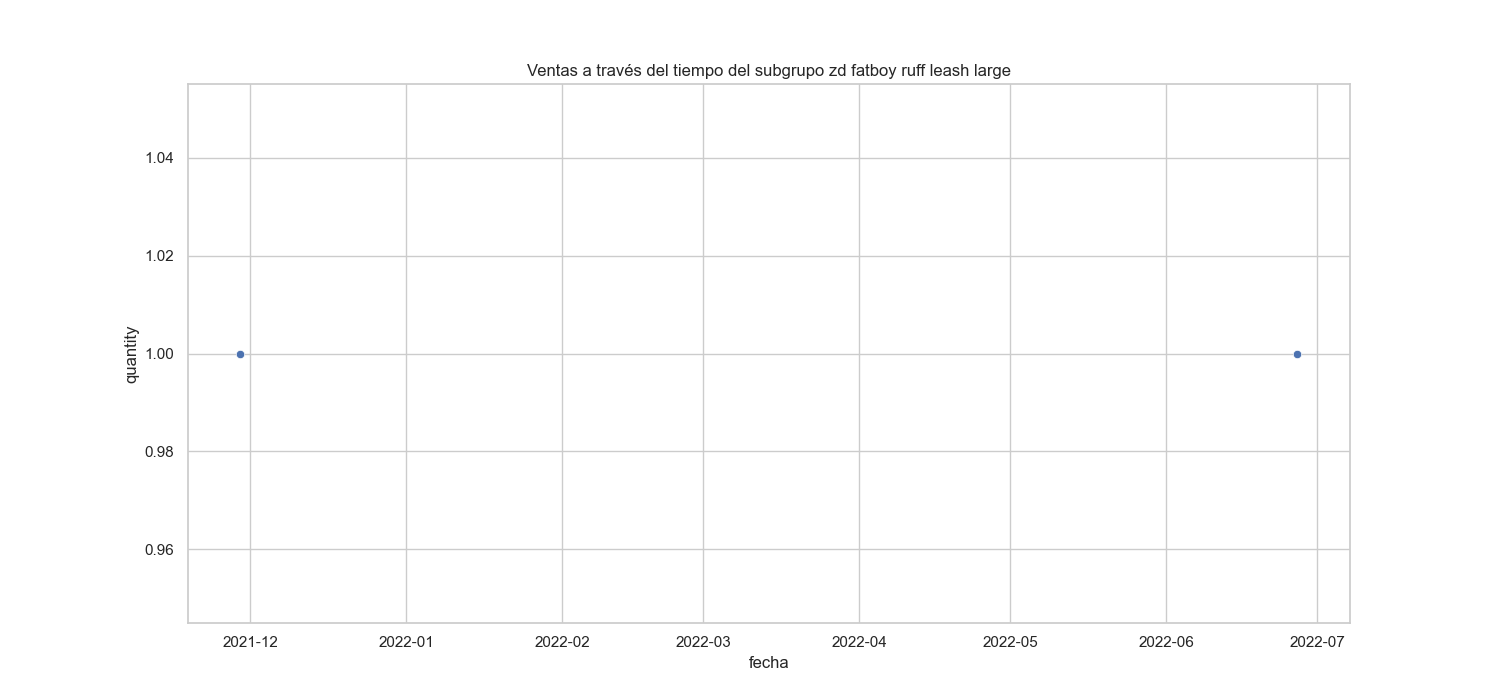 Ventas a través del tiempo del subgrupo zd fatboy ruff leash large
1.04
1.02
1.00
0.98
0.96
quantity
2021-12 2022-01 2022-02 2022-03 2022-04 2022-05 2022-06 2022-07
fecha